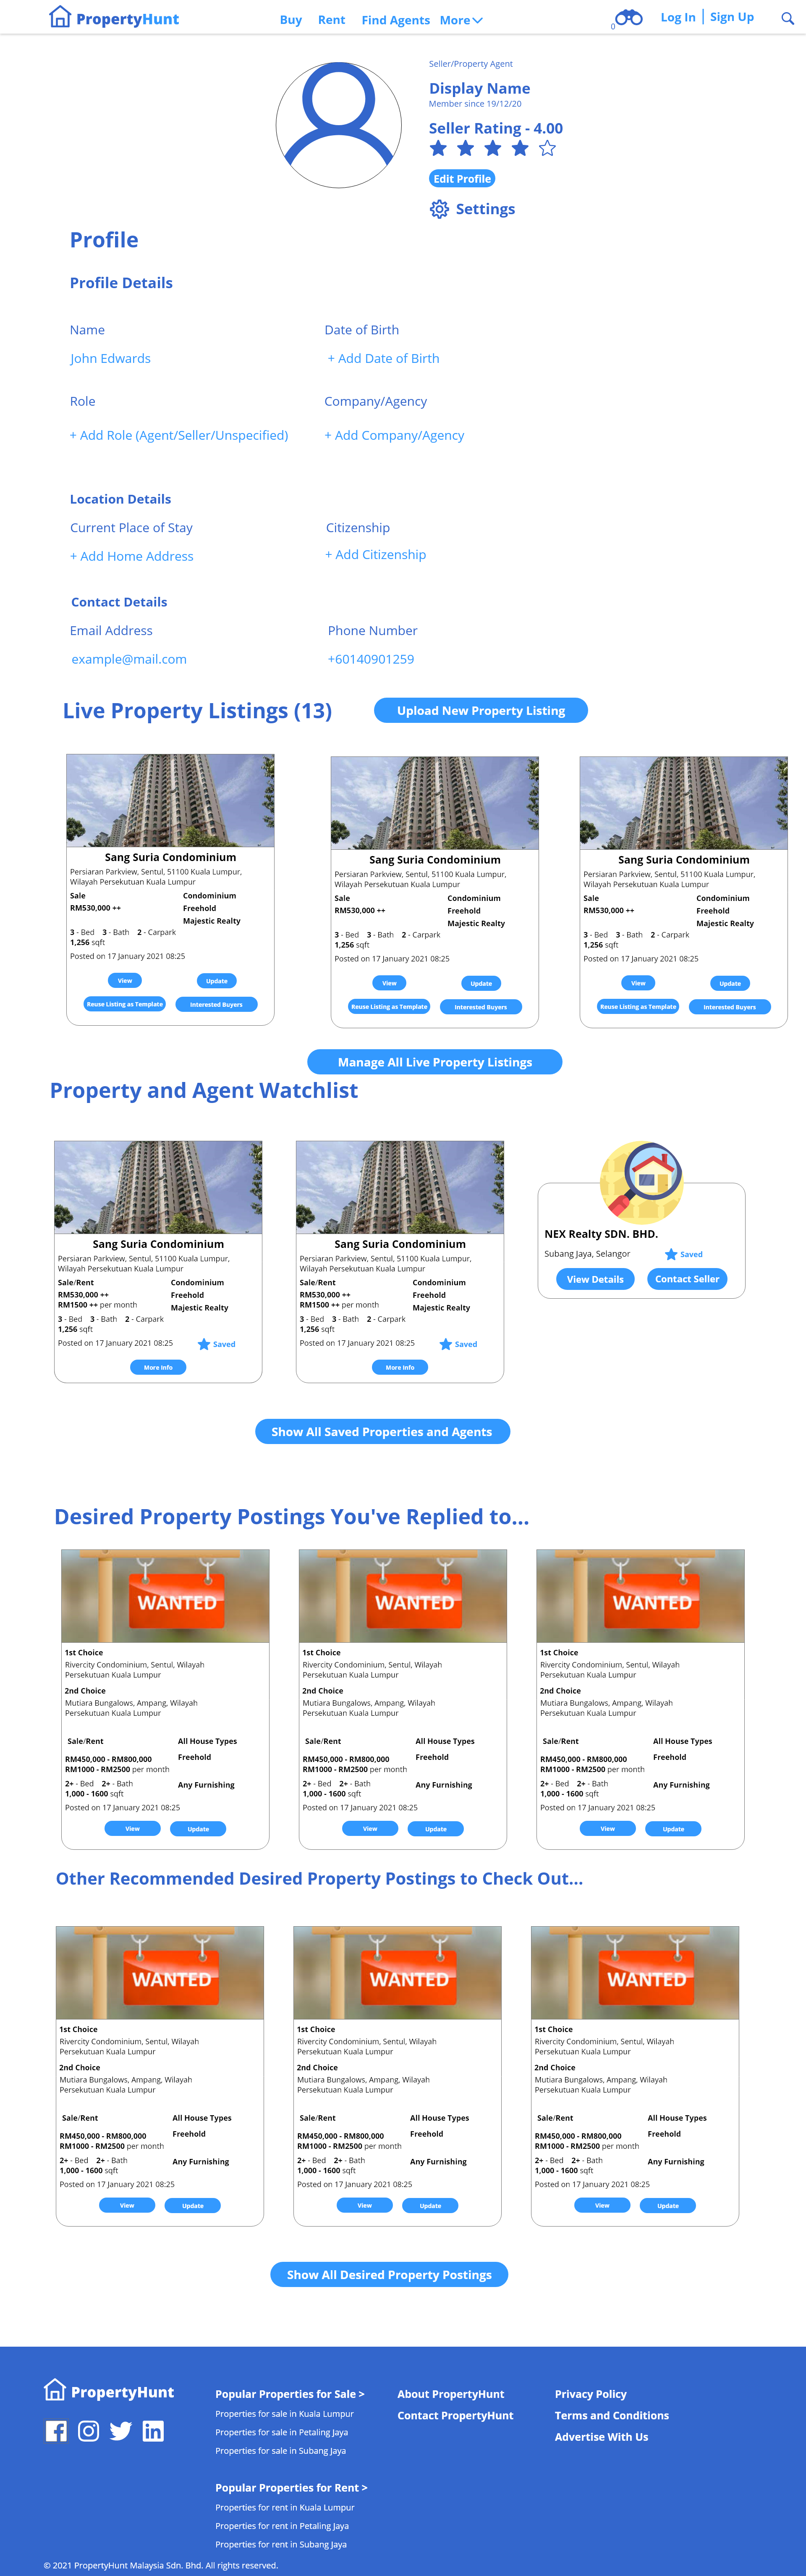 PropertyHunt
Buy
Rent
Find Agents
More
0
Log In
Sign Up
Seller/Property Agent
Display Name
Member since 19/12/20
Seller Rating - 4.00
Edit Profile
Settings
Profile
Profile Details
Name
Date of Birth
John Edwards
+ Add Date of Birth
Role
Company/Agency
+ Add Role (Agent/Seller/Unspecified)
+ Add Company/Agency
Location Details
Current Place of Stay
Citizenship
+ Add Home Address
+ Add Citizenship
Contact Details
Email Address
Phone Number
example@mail.com
+60140901259
Live Property Listings (13)
Upload New Property Listing
Sang Suria Condominium
Persiaran Parkview, Sentul, 51100 Kuala Lumpur,
Wilayah Persekutuan Kuala Lumpur
Sale
Condominium
RM530,000 ++
Freehold
Majestic Realty
3 - Bed 3 - Bath 2 - Carpark
1,256 sqft
Posted on 17 January 2021 08:25
View
Update
Reuse Listing as Template
Interested Buyers
Sang Suria Condominium
Persiaran Parkview, Sentul, 51100 Kuala Lumpur,
Wilayah Persekutuan Kuala Lumpur
Sale
Condominium
RM530,000 ++
Freehold
Majestic Realty
3 - Bed 3 - Bath 2 - Carpark
1,256 sqft
Posted on 17 January 2021 08:25
View
Update
Reuse Listing as Template
Interested Buyers
Sang Suria Condominium
Persiaran Parkview, Sentul, 51100 Kuala Lumpur,
Wilayah Persekutuan Kuala Lumpur
Sale
Condominium
RM530,000 ++
Freehold
Majestic Realty
3 - Bed 3 - Bath 2 - Carpark
1,256 sqft
Posted on 17 January 2021 08:25
View
Update
Reuse Listing as Template
Interested Buyers
Manage All Live Property Listings
Property and Agent Watchlist
Sang Suria Condominium
Persiaran Parkview, Sentul, 51100 Kuala Lumpur,
Wilayah Persekutuan Kuala Lumpur
Sale/Rent
Condominium
RM530,000 ++
Freehold
RM1500 ++ per month
Majestic Realty
3 - Bed 3 - Bath 2 - Carpark
1,256 sqft
Posted on 17 January 2021 08:25
Saved
More Info
Sang Suria Condominium
Persiaran Parkview, Sentul, 51100 Kuala Lumpur,
Wilayah Persekutuan Kuala Lumpur
Sale/Rent
Condominium
RM530,000 ++
Freehold
RM1500 ++ per month
Majestic Realty
3 - Bed 3 - Bath 2 - Carpark
1,256 sqft
Posted on 17 January 2021 08:25
Saved
More Info
NEX Realty SDN. BHD.
Subang Jaya, Selangor
Saved
View Details
Contact Seller
Show All Saved Properties and Agents
Desired Property Postings You've Replied to...
WANTED
1st Choice
Rivercity Condominium, Sentul, Wilayah
Persekutuan Kuala Lumpur
2nd Choice
Mutiara Bungalows, Ampang, Wilayah
Persekutuan Kuala Lumpur
Sale/Rent
All House Types
RM450,000 - RM800,000
Freehold
RM1000 - RM2500 per month
2+ - Bed 2+ - Bath
Any Furnishing
1,000 - 1600 sqft
Posted on 17 January 2021 08:25
View
Update
WANTED
1st Choice
Rivercity Condominium, Sentul, Wilayah
Persekutuan Kuala Lumpur
2nd Choice
Mutiara Bungalows, Ampang, Wilayah
Persekutuan Kuala Lumpur
Sale/Rent
All House Types
RM450,000 - RM800,000
Freehold
RM1000 - RM2500 per month
2+ - Bed 2+ - Bath
Any Furnishing
1,000 - 1600 sqft
Posted on 17 January 2021 08:25
View
Update
WANTED
1st Choice
Rivercity Condominium, Sentul, Wilayah
Persekutuan Kuala Lumpur
2nd Choice
Mutiara Bungalows, Ampang, Wilayah
Persekutuan Kuala Lumpur
Sale/Rent
All House Types
RM450,000 - RM800,000
Freehold
RM1000 - RM2500 per month
2+ - Bed 2+ - Bath
Any Furnishing
1,000 - 1600 sqft
Posted on 17 January 2021 08:25
View
Update
Other Recommended Desired Property Postings to Check Out...
WANTED
1st Choice
Rivercity Condominium, Sentul, Wilayah
Persekutuan Kuala Lumpur
2nd Choice
Mutiara Bungalows, Ampang, Wilayah
Persekutuan Kuala Lumpur
Sale/Rent
All House Types
RM450,000 - RM800,000
Freehold
RM1000 - RM2500 per month
2+ - Bed 2+ - Bath
Any Furnishing
1,000 - 1600 sqft
Posted on 17 January 2021 08:25
View
Update
WANTED
1st Choice
Rivercity Condominium, Sentul, Wilayah
Persekutuan Kuala Lumpur
2nd Choice
Mutiara Bungalows, Ampang, Wilayah
Persekutuan Kuala Lumpur
Sale/Rent
All House Types
RM450,000 - RM800,000
Freehold
RM1000 - RM2500 per month
2+ - Bed 2+ - Bath
Any Furnishing
1,000 - 1600 sqft
Posted on 17 January 2021 08:25
View
Update
WANTED
1st Choice
Rivercity Condominium, Sentul, Wilayah
Persekutuan Kuala Lumpur
2nd Choice
Mutiara Bungalows, Ampang, Wilayah
Persekutuan Kuala Lumpur
Sale/Rent
All House Types
RM450,000 - RM800,000
Freehold
RM1000 - RM2500 per month
2+ - Bed 2+ - Bath
Any Furnishing
1,000 - 1600 sqft
Posted on 17 January 2021 08:25
View
Update
Show All Desired Property Postings
PropertyHunt
Popular Properties for Sale >
Properties for sale in Kuala Lumpur
Properties for sale in Petaling Jaya
Properties for sale in Subang Jaya
Popular Properties for Rent >
Properties for rent in Kuala Lumpur
Properties for rent in Petaling Jaya
Properties for rent in Subang Jaya
About PropertyHunt
Contact PropertyHunt
Privacy Policy
Terms and Conditions
Advertise With Us
© 2021 PropertyHunt Malaysia Sdn. Bhd. All rights reserved.